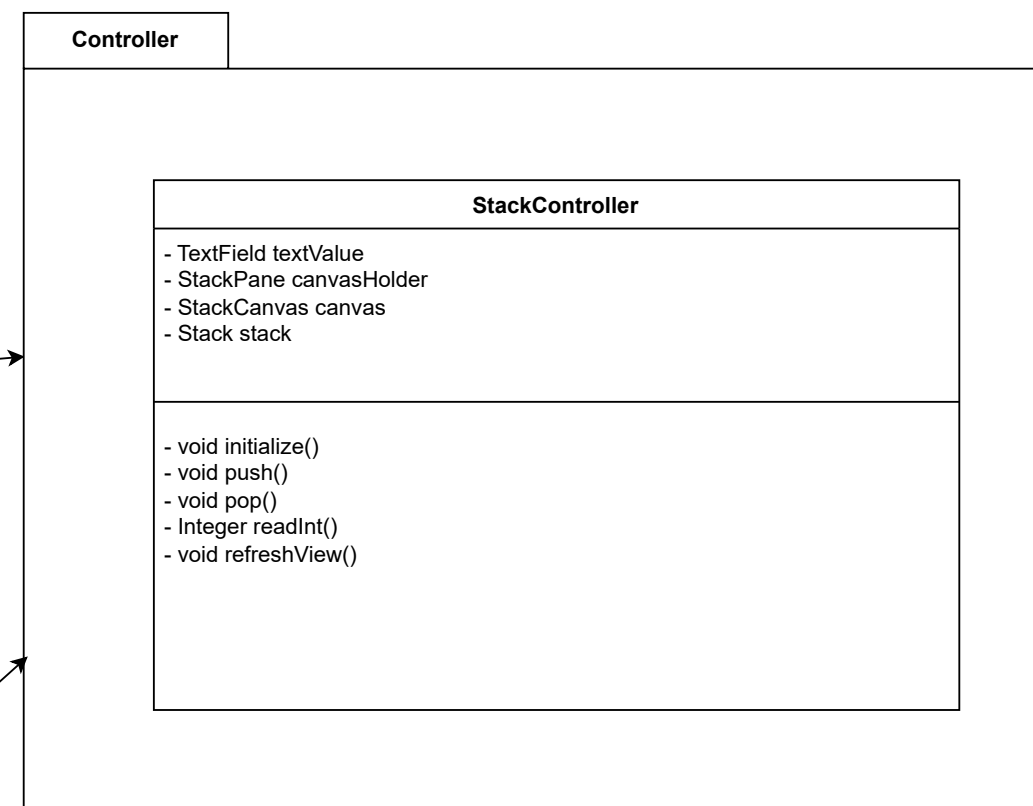 Controller
StackController
- TextField textValue
- StackPane canvasHolder
- StackCanvas canvas
- Stack stack
- void initialize()
- void push()
- void pop()
- Integer readInt()
- void refreshView()